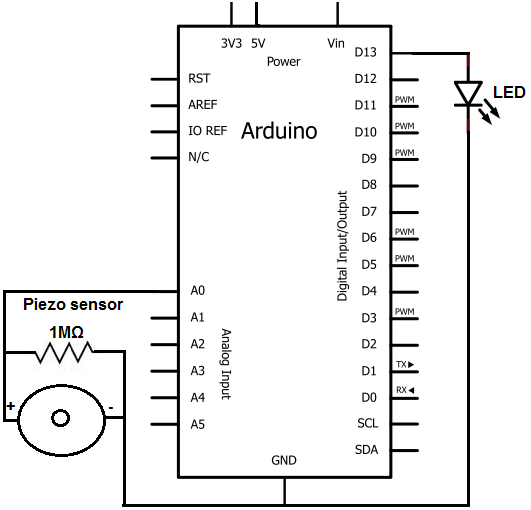 3V3 5V Vin
Power
RST
AREF
IO REF
N/C
Arduino
D13
D12
D11 PWM
D10 PWM
D9 PWM
D8
D7
D6 PWM
D5 PWM
D4
D3 PWM
D2
D1 TX
D0 RX
SCL
SDA
Digital Input/Output
LED
A0
A1
A2
A3
A4
A5
Analog Input
Piezo sensor
1MΩ
+ -
GND